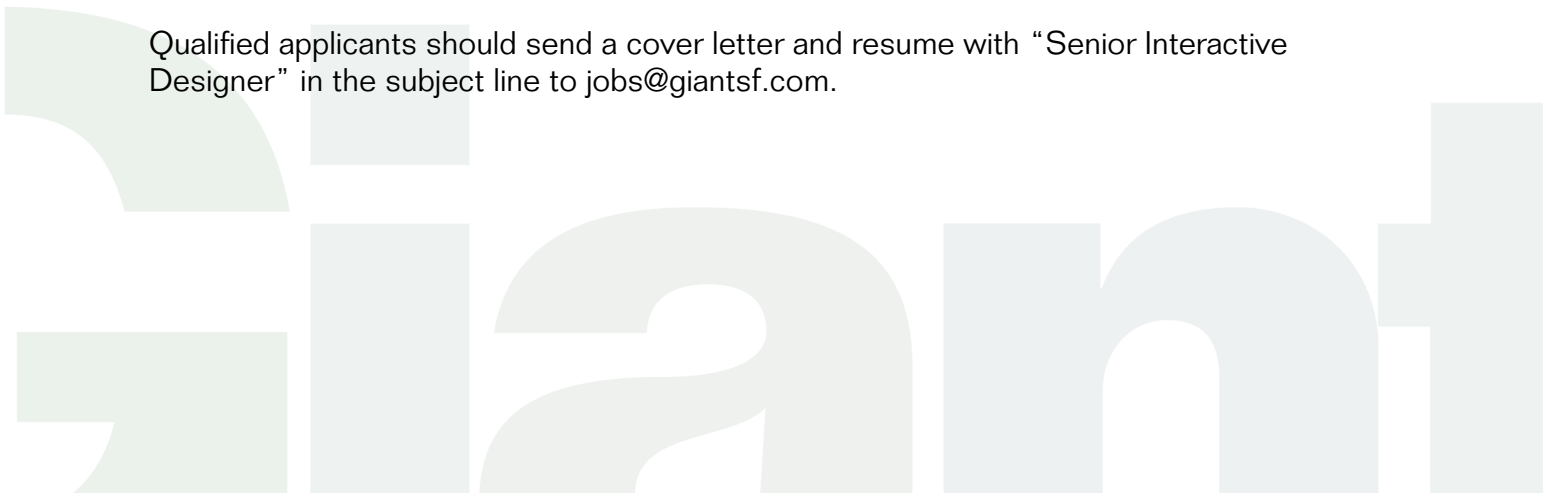 Qualified applicants should send a cover letter and resume with “Senior Interactive
Designer” in the subject line to jobs@giantsf.com.
Giant